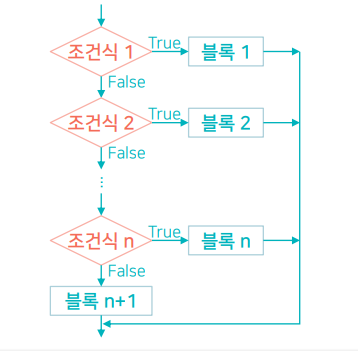 조건식 1
True
블록 1
False
조건식 2
True
블록 2
False
...
조건식 n
True
블록 n
False
블록 n+1